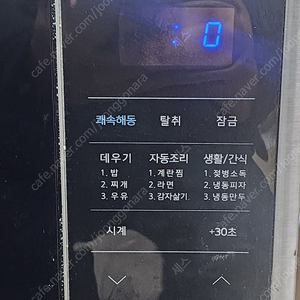 0
쾌속해동 탈취 잠금
데우기 자동조리 생활/간식
1. 밥 1. 계란찜 1. 젖병소독
2. 찌개 2. 라면 2. 냉동피자
3. 우유 3. 감자삶기 3. 냉동만두
시계 +30초